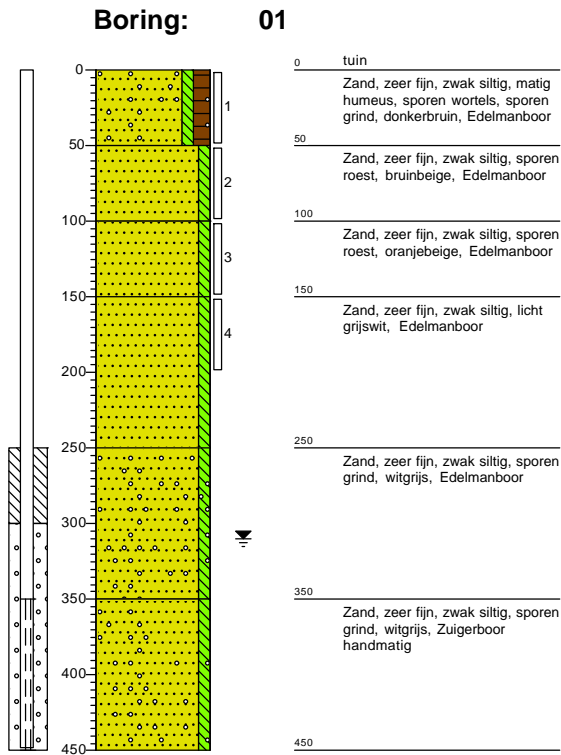 Boring: 01
0
50
100
150
200
250
300
350
400
450
1
2
3
4
0 tuin
Zand, zeer fijn, zwak siltig, matig
humeus, sporen wortels, sporen
grind, donkerbruin, Edelmanboor
50
Zand, zeer fijn, zwak siltig, sporen
roest, bruinbeige, Edelmanboor
100
Zand, zeer fijn, zwak siltig, sporen
roest, oranjebeige, Edelmanboor
150
Zand, zeer fijn, zwak siltig, licht
grijswit, Edelmanboor
250
Zand, zeer fijn, zwak siltig, sporen
grind, witgrijs, Edelmanboor
350
Zand, zeer fijn, zwak siltig, sporen
grind, witgrijs, Zuigerboor
handmatig
450